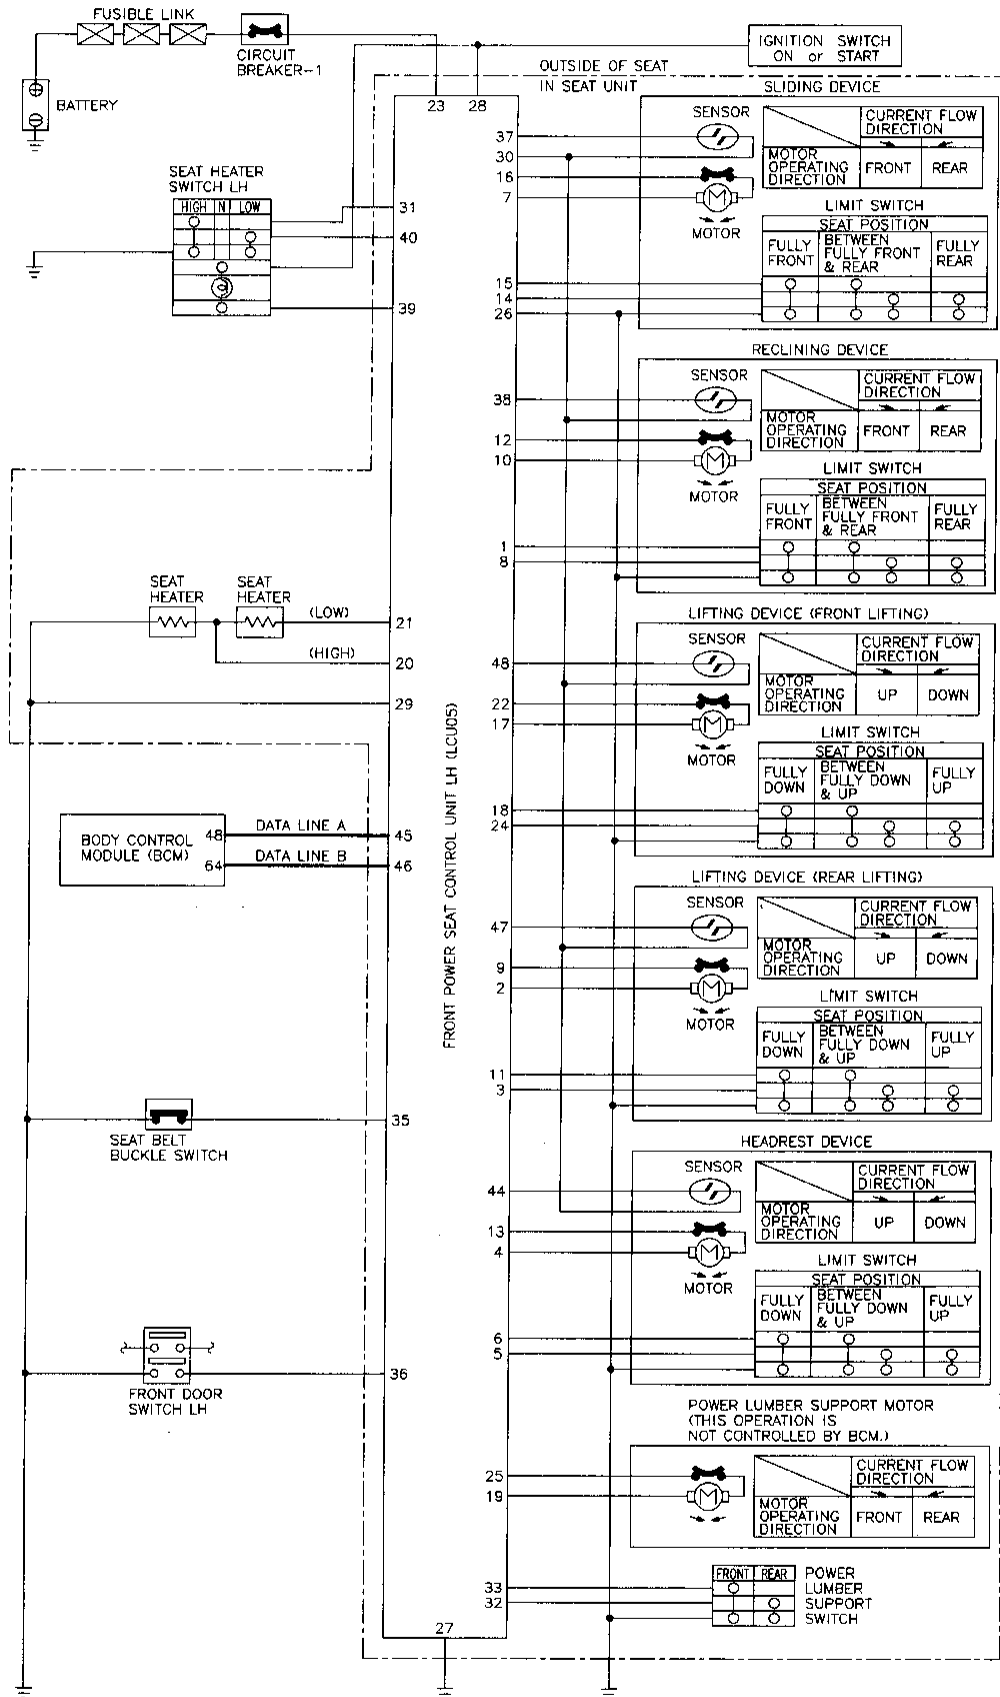 FUSIBLE LINK
CIRCUIT
BREAKER-1
BATTERY
IGNITION SWITCH
ON or START
OUTSIDE OF SEAT
IN SEAT UNIT
23
28
SEAT HEATER
SWITCH LH
HIGH N LOW
31
40
39
SEAT
HEATER
SEAT
HEATER
(LOW)
21
(HIGH)
20
29
BODY CONTROL
MODULE (BCM)
48
DATA LINE A
45
64
DATA LINE B
46
SEAT BELT
BUCKLE SWITCH
35
FRONT DOOR
SWITCH LH
36
FRONT POWER SEAT CONTROL UNIT LH (LCU05)
27
SLIDING DEVICE
37
30
16
7
SENSOR
M
MOTOR
CURRENT FLOW
DIRECTION
MOTOR
OPERATING
DIRECTION
FRONT
REAR
LIMIT SWITCH
SEAT POSITION
FULLY
FRONT
BETWEEN
FULLY FRONT
& REAR
FULLY
REAR
15
14
26
RECLINING DEVICE
38
12
10
SENSOR
M
MOTOR
CURRENT FLOW
DIRECTION
MOTOR
OPERATING
DIRECTION
FRONT
REAR
LIMIT SWITCH
SEAT POSITION
FULLY
FRONT
BETWEEN
FULLY FRONT
& REAR
FULLY
REAR
1
8
LIFTING DEVICE (FRONT LIFTING)
48
22
17
SENSOR
M
MOTOR
CURRENT FLOW
DIRECTION
MOTOR
OPERATING
DIRECTION
UP
DOWN
LIMIT SWITCH
SEAT POSITION
FULLY
DOWN
BETWEEN
FULLY DOWN
& UP
FULLY
UP
18
24
LIFTING DEVICE (REAR LIFTING)
47
9
2
SENSOR
M
MOTOR
CURRENT FLOW
DIRECTION
MOTOR
OPERATING
DIRECTION
UP
DOWN
LIMIT SWITCH
SEAT POSITION
FULLY
DOWN
BETWEEN
FULLY DOWN
& UP
FULLY
UP
11
3
HEADREST DEVICE
44
13
4
SENSOR
M
MOTOR
CURRENT FLOW
DIRECTION
MOTOR
OPERATING
DIRECTION
UP
DOWN
LIMIT SWITCH
SEAT POSITION
FULLY
DOWN
BETWEEN
FULLY DOWN
& UP
FULLY
UP
6
5
POWER LUMBER SUPPORT MOTOR
(THIS OPERATION IS
NOT CONTROLLED BY BCM.)
25
19
M
CURRENT FLOW
DIRECTION
MOTOR
OPERATING
DIRECTION
FRONT
REAR
33
32
FRONT REAR
POWER
LUMBER
SUPPORT
SWITCH